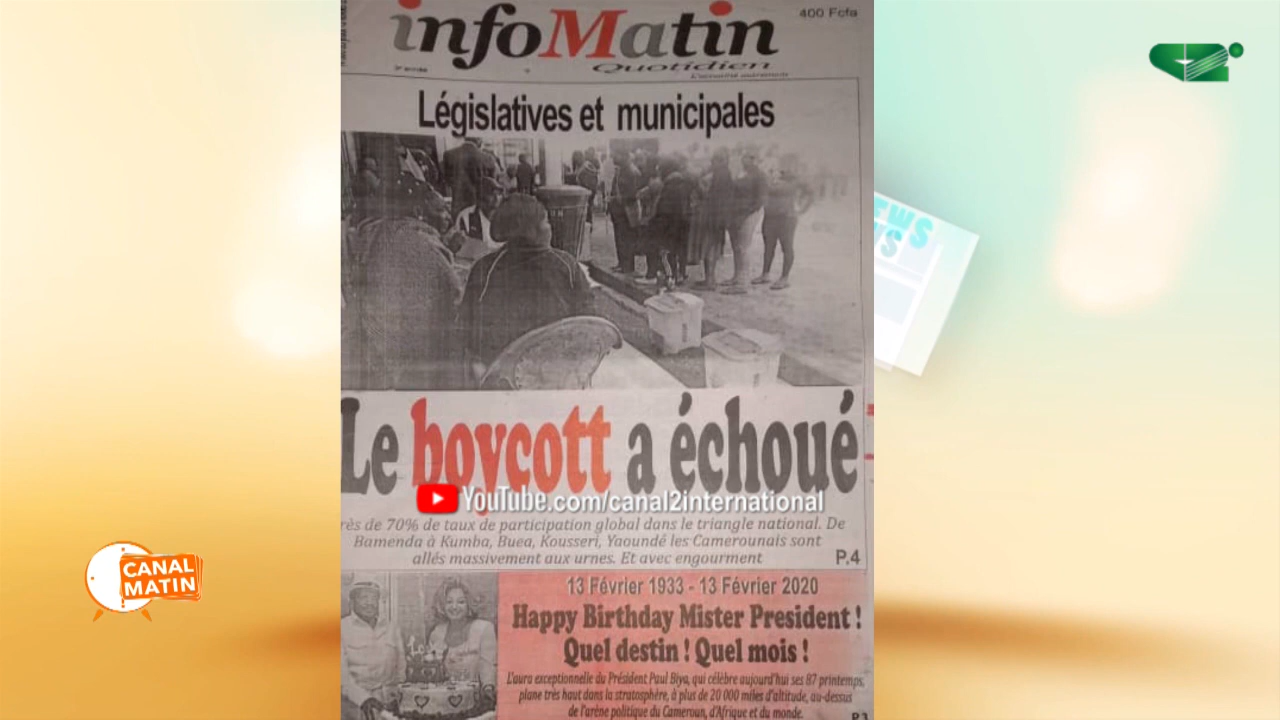 infoMatin
400 Fcfa
Quotidien
Législatives et municipales
Le boycott a échoué
YouTube.com/canal2international
rès de 70% de taux de participation global dans le triangle national. De
Bamenda à Kumba, Buea, Kousseri, Yaoundé les Camerounais sont
allés massivement aux urnes. Et avec engourment
P.4
13 Février 1933 - 13 Février 2020
Happy Birthday Mister President !
Quel destin ! Quel mois !
L'aura exceptionnelle du Président Paul Biya, qui célèbre aujourd'hui ses 87 printemps,
plane très haut dans la stratosphère, à plus de 20 000 miles d'altitude, au-dessus
de l'arène politique du Cameroun, d'Afrique et du monde.
P.3
CANAL
MATIN
C2
EWS